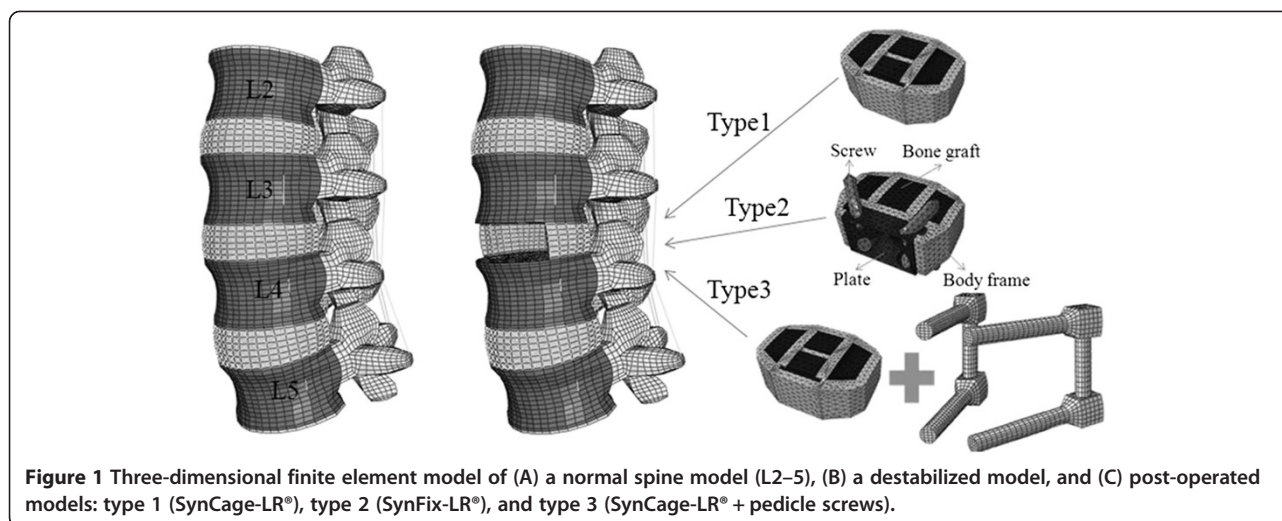 L2
L3
L4
L5
Type1
Screw
Bone graft
Type2
Plate
Body frame
Type3
Figure 1 Three-dimensional finite element model of (A) a normal spine model (L2–5), (B) a destabilized model, and (C) post-operated
models: type 1 (SynCage-LR®), type 2 (SynFix-LR®), and type 3 (SynCage-LR® + pedicle screws).